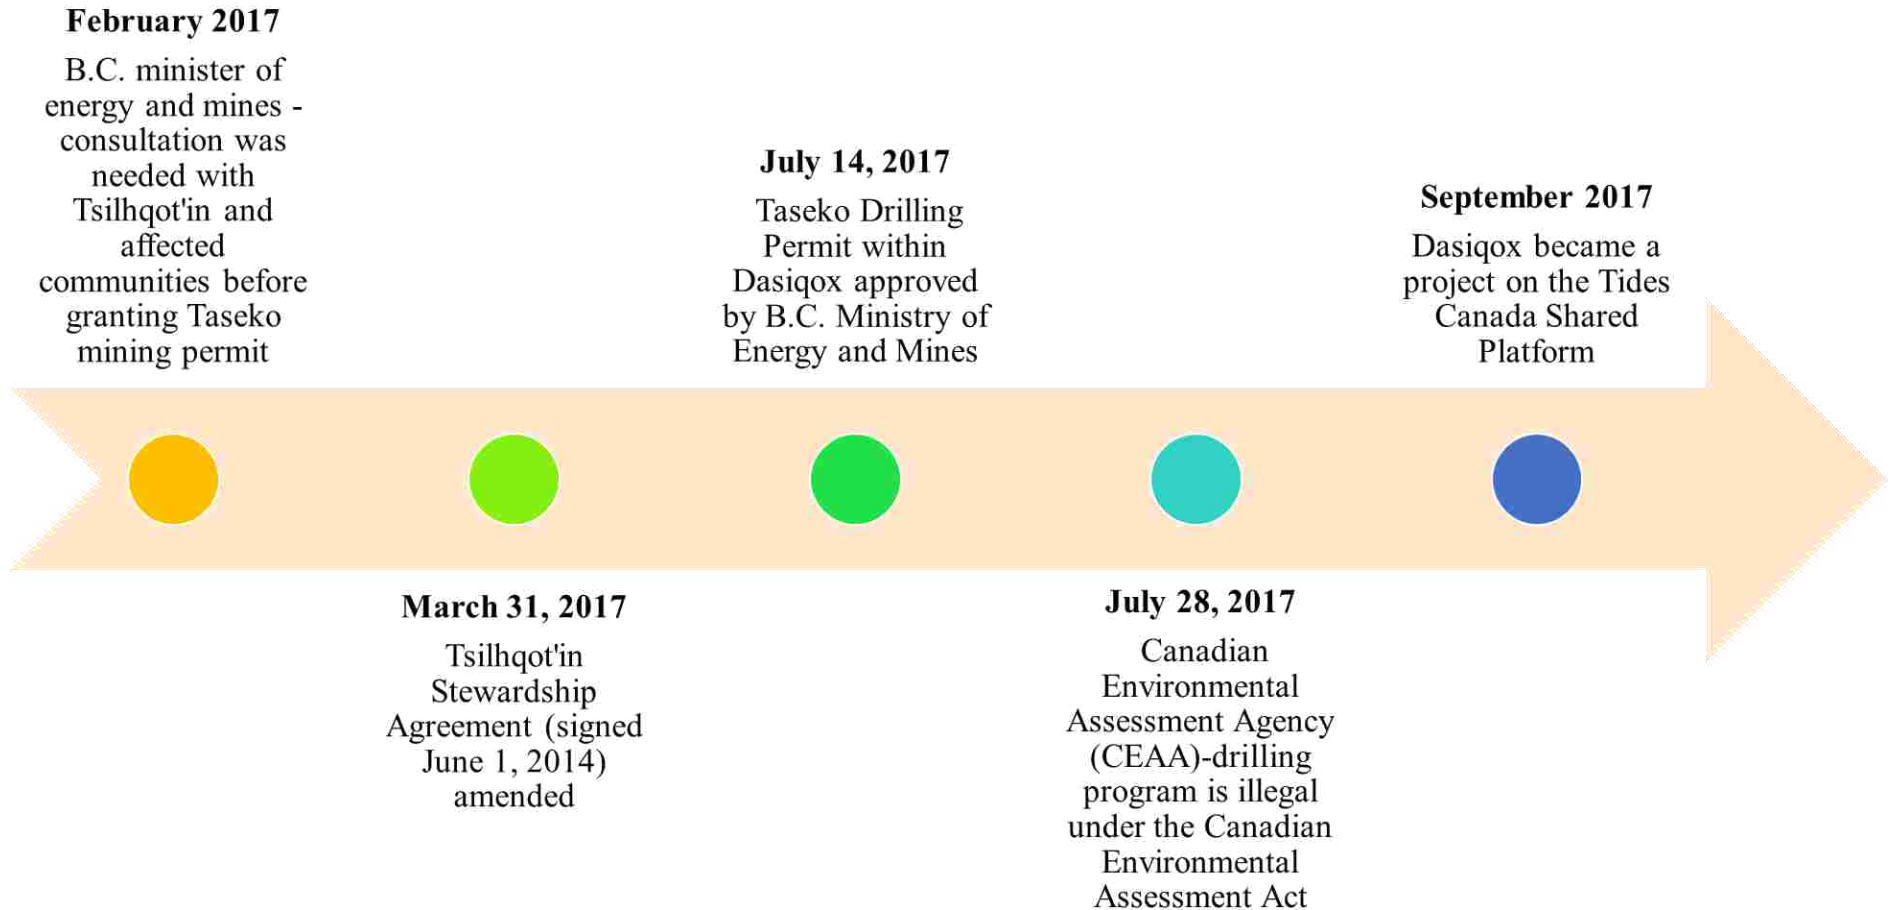 February 2017
B.C. minister of
energy and mines -
consultation was
needed with
Tsilhqot'in and
affected
communities before
granting Taseko
mining permit
March 31, 2017
Tsilhqot'in
Stewardship
Agreement (signed
June 1, 2014)
amended
July 14, 2017
Taseko Drilling
Permit within
Dasiqox approved
by B.C. Ministry of
Energy and Mines
July 28, 2017
Canadian
Environmental
Assessment Agency
(CEAA)-drilling
program is illegal
under the Canadian
Environmental
Assessment Act
September 2017
Dasiqox became a
project on the Tides
Canada Shared
Platform